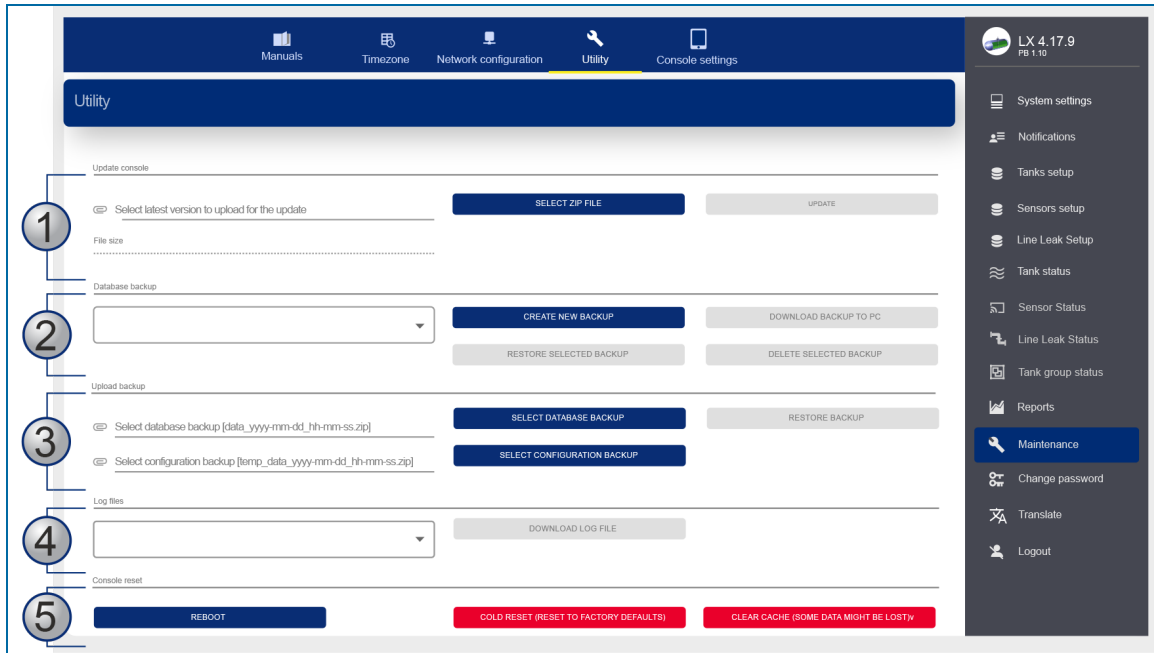 Manuals
Timezone
Network configuration
Utility
Console settings
LX 4.17.9
PB 1.10
Utility
System settings
Notifications
Tanks setup
Sensors setup
Line Leak Setup
Tank status
Sensor Status
Line Leak Status
Tank group status
Reports
Maintenance
Change password
Translate
Logout
1
Update console
Select latest version to upload for the update
SELECT ZIP FILE
UPDATE
File size
2
Database backup
CREATE NEW BACKUP
DOWNLOAD BACKUP TO PC
RESTORE SELECTED BACKUP
DELETE SELECTED BACKUP
3
Upload backup
Select database backup [data_yyyy-mm-dd_hh-mm-ss.zip]
SELECT DATABASE BACKUP
RESTORE BACKUP
Select configuration backup [temp_data_yyyy-mm-dd_hh-mm-ss.zip]
SELECT CONFIGURATION BACKUP
4
Log files
DOWNLOAD LOG FILE
5
Console reset
REBOOT
COLD RESET (RESET TO FACTORY DEFAULTS)
CLEAR CACHE (SOME DATA MIGHT BE LOST)v